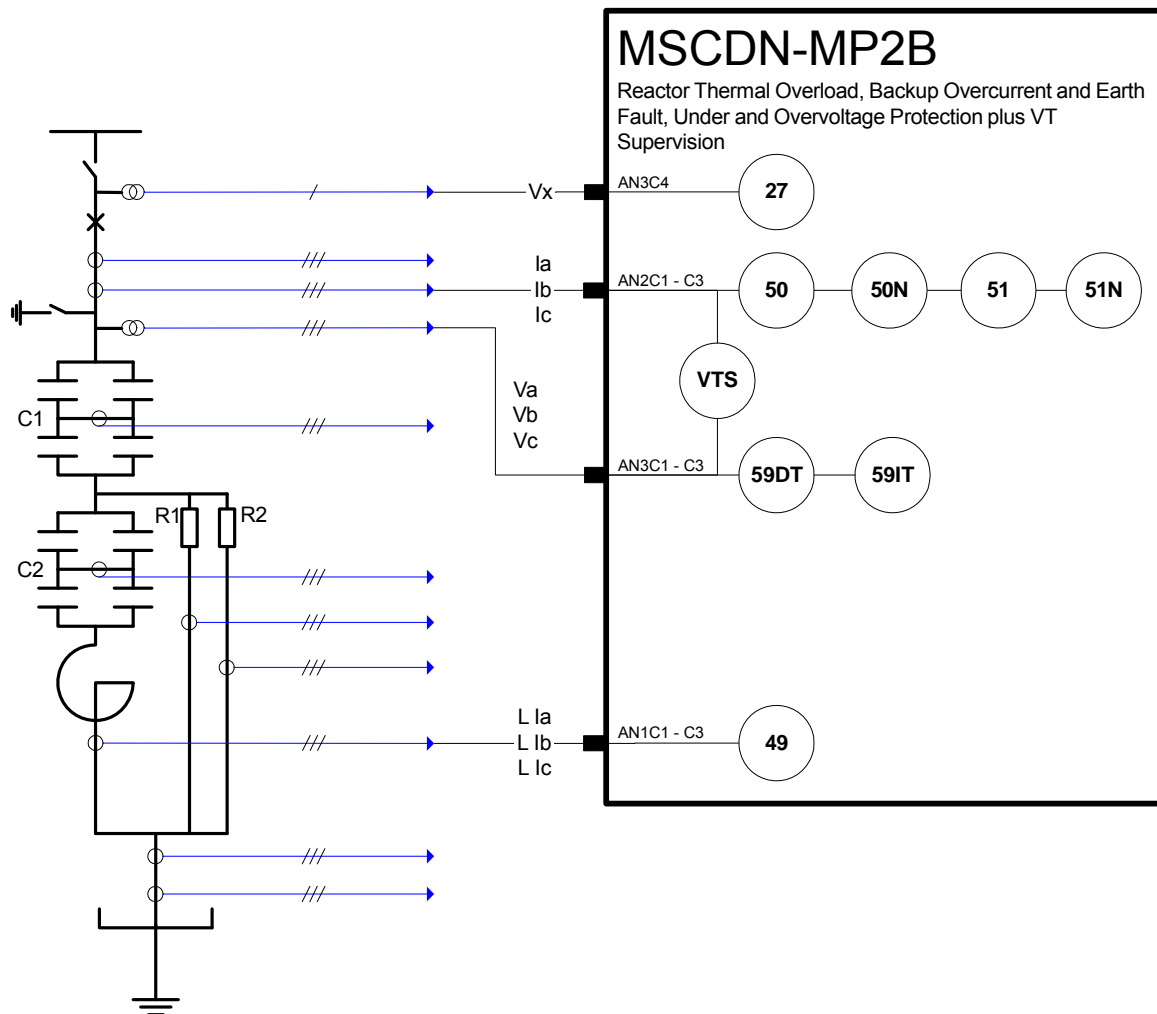 MSCDN-MP2B
Reactor Thermal Overload, Backup Overcurrent and Earth
Fault, Under and Overvoltage Protection plus VT
Supervision
Vx
AN3C4
27
Ia
Ib
Ic
AN2C1 - C3
50
50N
51
51N
VTS
Va
Vb
Vc
AN3C1 - C3
59DT
59IT
C1
R1
R2
C2
L Ia
L Ib
L Ic
AN1C1 - C3
49